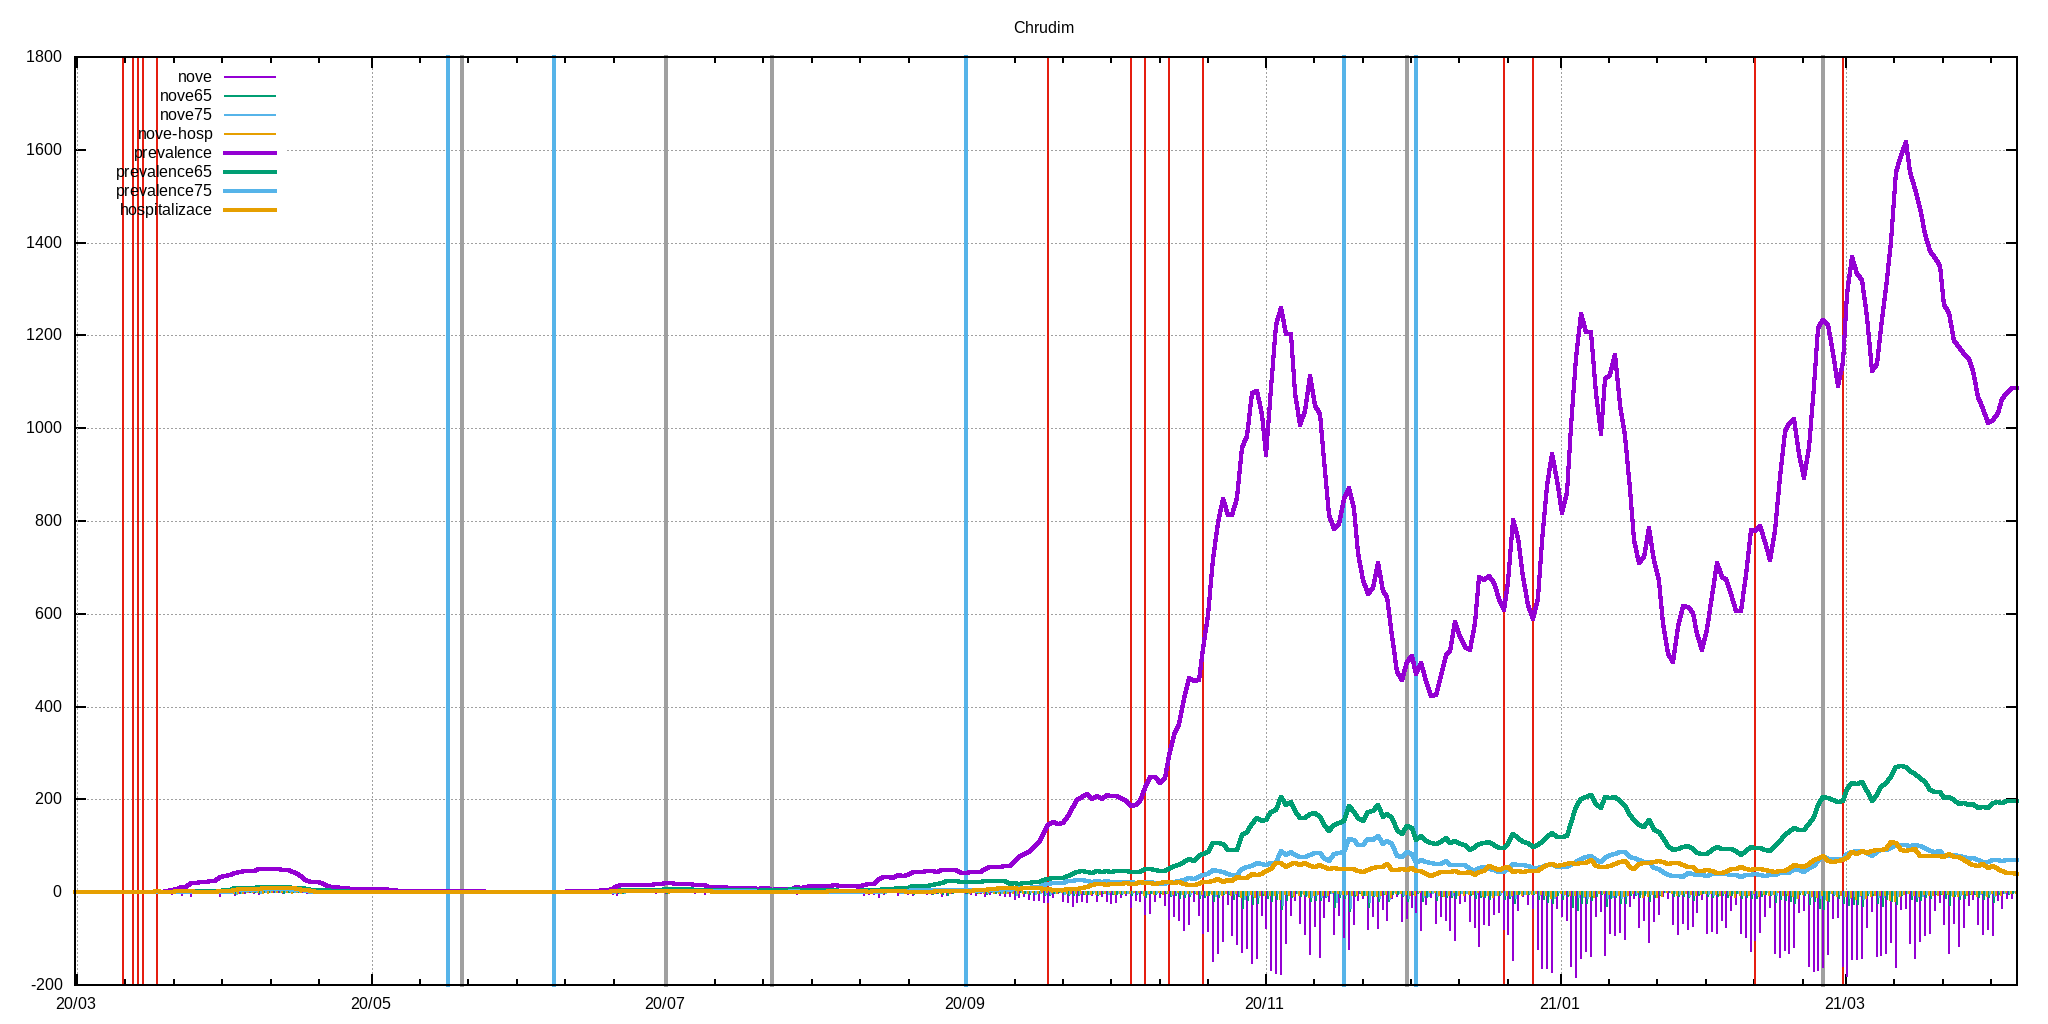 Chrudim
1800
1600
1400
1200
1000
800
600
400
200
0
-200
nove
nove65
nove75
nove-hosp
prevalence
prevalence65
prevalence75
hospitalizace
20/03 20/05 20/07 20/09 20/11 21/01 21/03